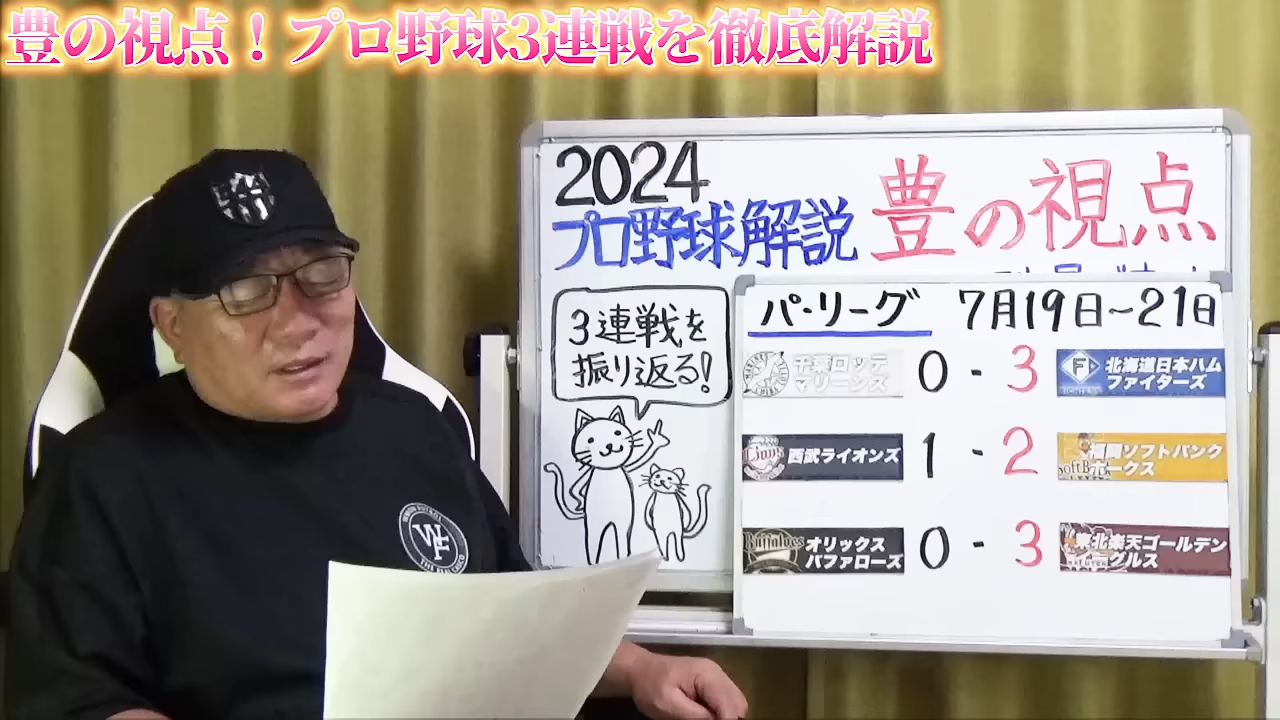 豊の視点！プロ野球3連戦を徹底解説
2024
プロ野球解説
豊の視点
3連戦を
振り返る!
パ・リーグ 7月19日~21日
千葉ロッテ
マリーンズ
0 - 3
北海道日本ハム
ファイターズ
Lions
西武ライオンズ
1 - 2
福岡ソフトバンク
ホークス
Buffaloes
オリックス
バファローズ
0 - 3
東北楽天ゴールデン
イーグルス
WF